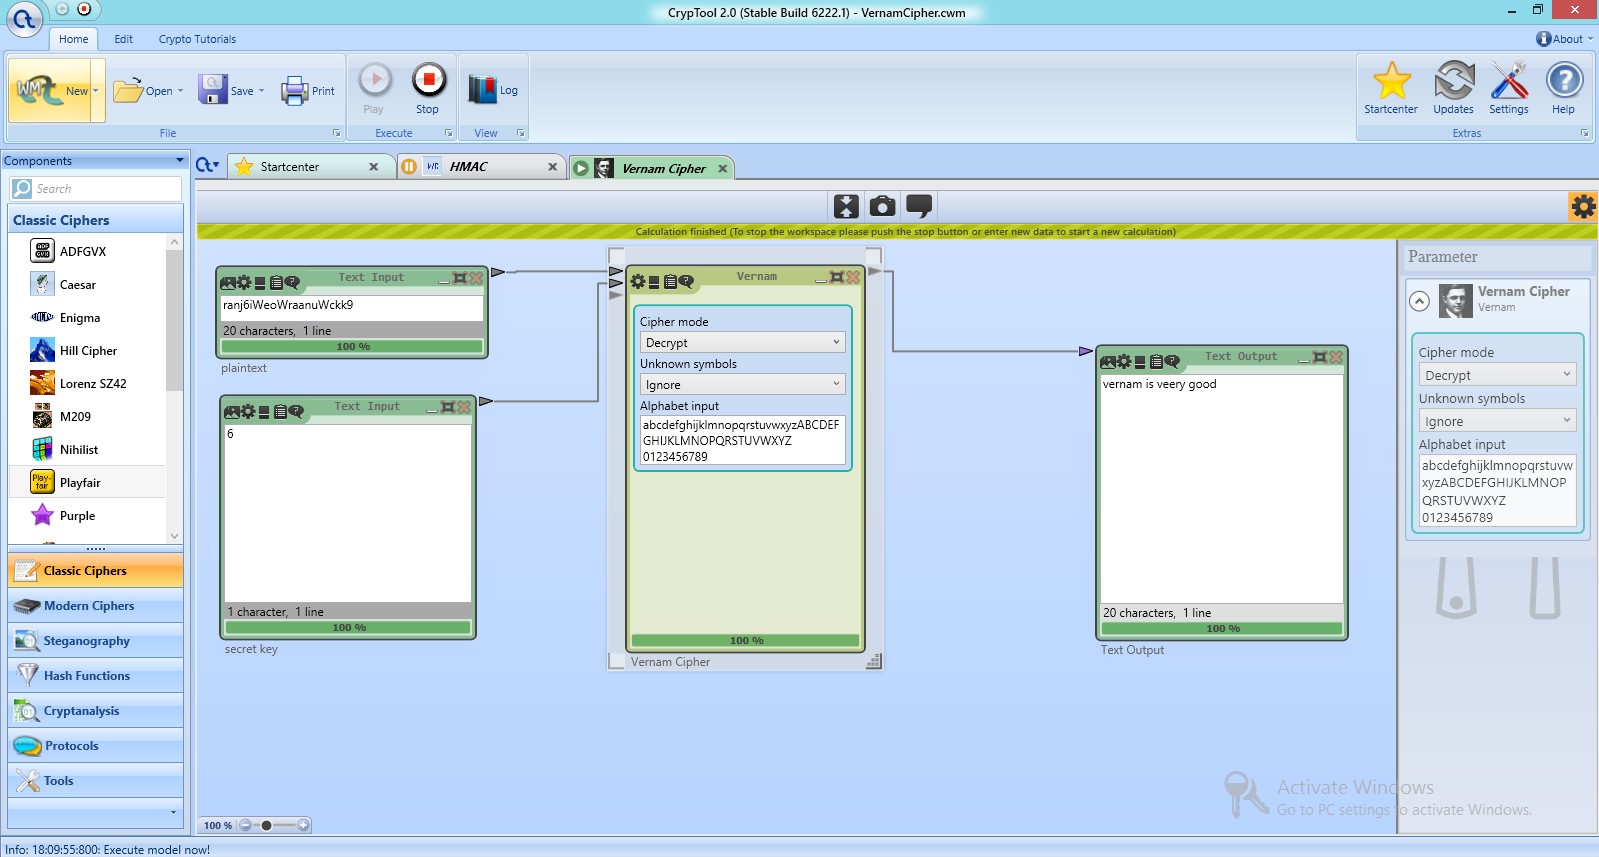 CrypTool 2.0 (Stable Build 6222.1) - VernamCipher.cwm
Home Edit Crypto Tutorials
About
New Open Save Print
Play Stop
Log
Startcenter Updates Settings Help
File Execute View Extras
Components
Startcenter HMAC Vernam Cipher
Search
Classic Ciphers
ADFGVX
Caesar
Enigma
Hill Cipher
Lorenz SZ42
M209
Nihilist
Playfair
Purple
Classic Ciphers
Modern Ciphers
Steganography
Hash Functions
Cryptanalysis
Protocols
Tools
Calculation finished (To stop the workspace please push the stop button or enter new data to start a new calculation)
Text Input
ranj6iWeoWraanuWckk9
20 characters, 1 line
100 %
plaintext
Text Input
6
1 character, 1 line
100 %
secret key
Vernam
Cipher mode
Decrypt
Unknown symbols
Ignore
Alphabet input
abcdefghijklmnopqrstuvwxyzABCDEF
GHIJKLMNOPQRSTUVWXYZ
0123456789
100 %
Vernam Cipher
Text Output
vernam is veery good
20 characters, 1 line
100 %
Text Output
Parameter
Vernam Cipher
Vernam
Cipher mode
Decrypt
Unknown symbols
Ignore
Alphabet input
abcdefghijklmnopqrstuvw
xyzABCDEFGHIJKLMNOP
QRSTUVWXYZ
0123456789
Activate Windows
Go to PC settings to activate Windows.
100 %
Info: 18:09:55:800: Execute model now!